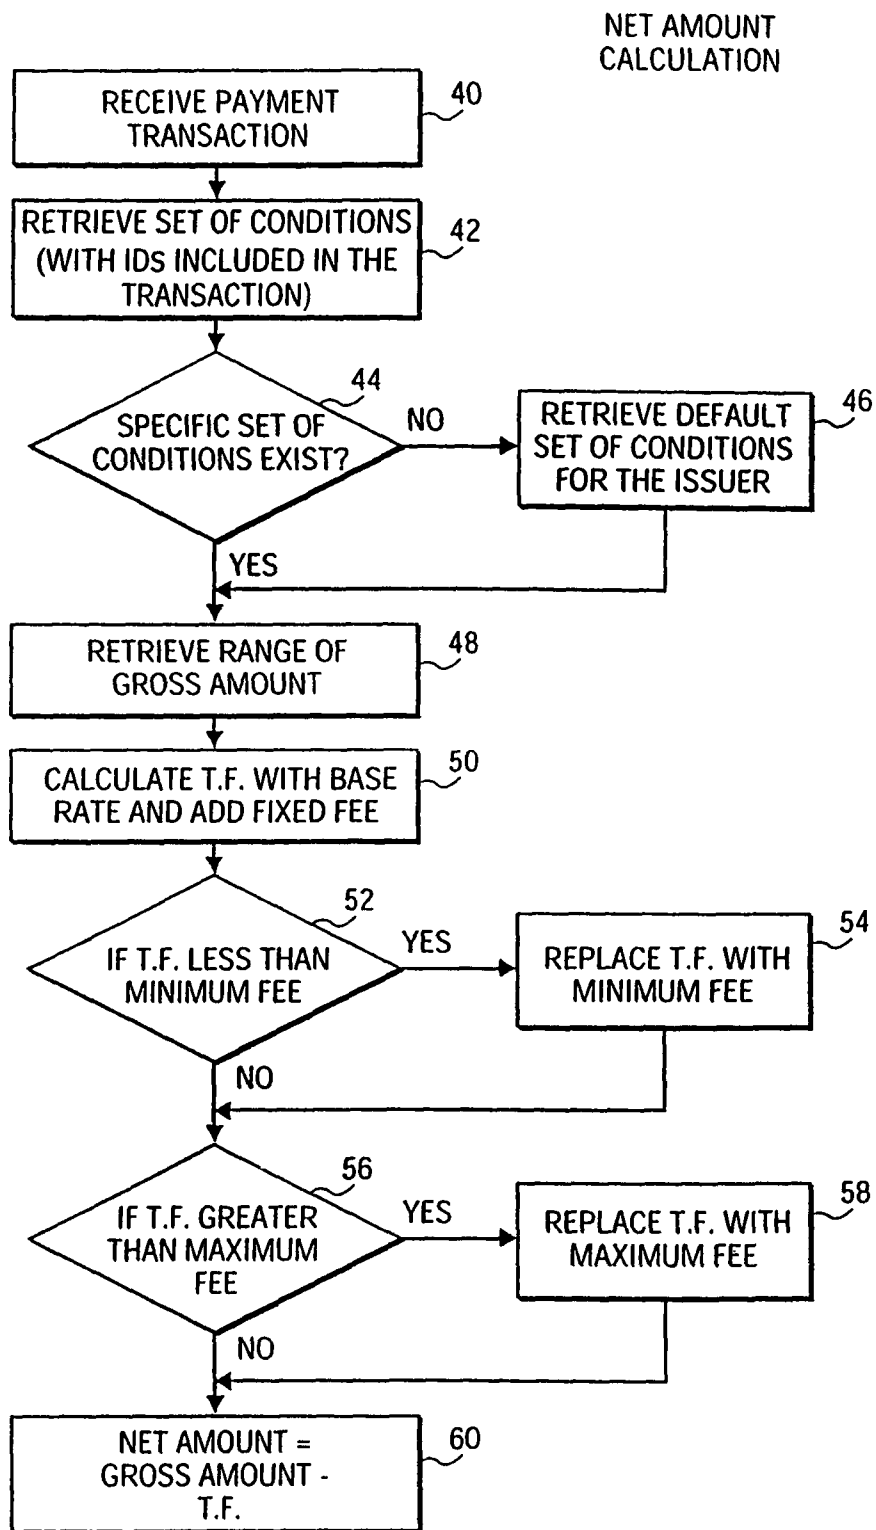 NET AMOUNT
CALCULATION
RECEIVE PAYMENT
TRANSACTION
40
RETRIEVE SET OF CONDITIONS
(WITH IDs INCLUDED IN THE
TRANSACTION)
42
44
SPECIFIC SET OF
CONDITIONS EXIST?
NO
RETRIEVE DEFAULT
SET OF CONDITIONS
FOR THE ISSUER
46
YES
RETRIEVE RANGE OF
GROSS AMOUNT
48
CALCULATE T.F. WITH BASE
RATE AND ADD FIXED FEE
50
52
IF T.F. LESS THAN
MINIMUM FEE
YES
REPLACE T.F. WITH
MINIMUM FEE
54
NO
56
IF T.F. GREATER
THAN MAXIMUM
FEE
YES
REPLACE T.F. WITH
MAXIMUM FEE
58
NO
NET AMOUNT =
GROSS AMOUNT -
T.F.
60